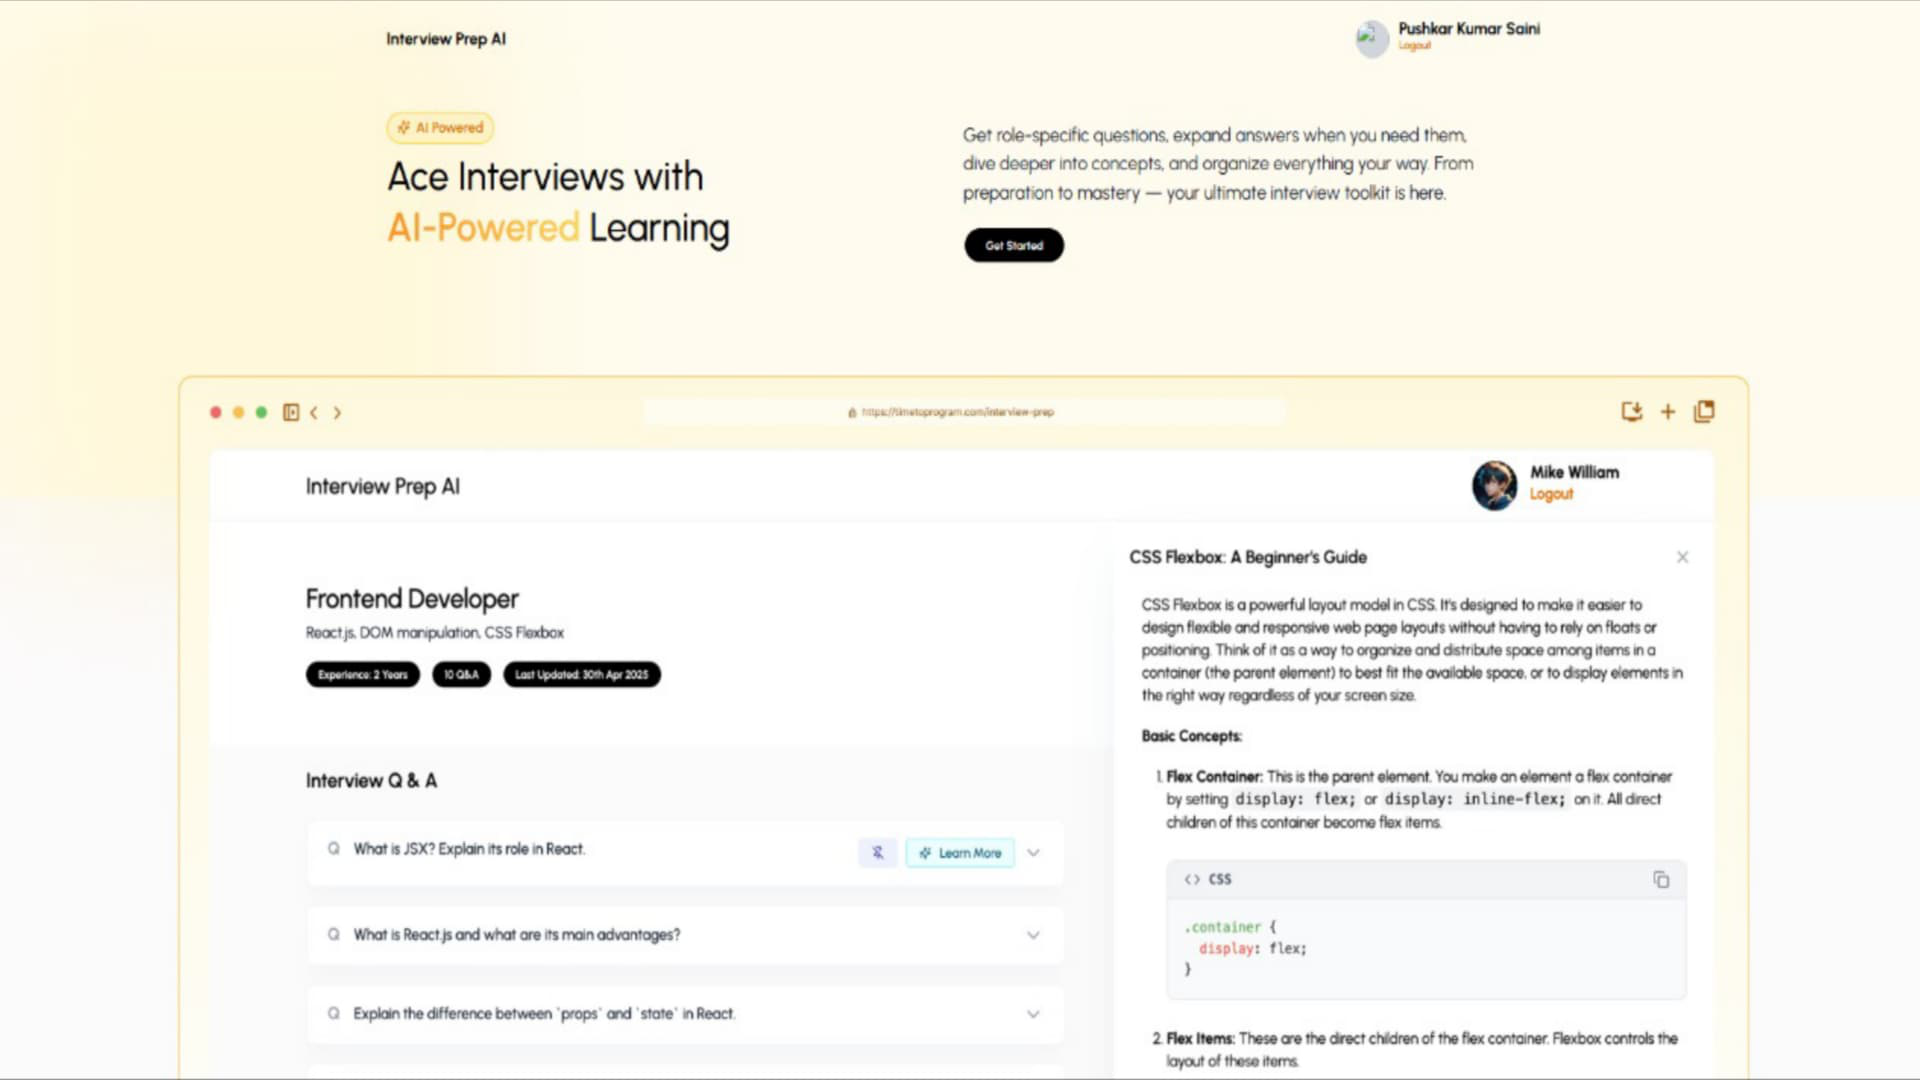 Interview Prep AI
Pushkar Kumar Saini
Logout
AI Powered
Ace Interviews with
AI-Powered Learning
Get role-specific questions, expand answers when you need them,
dive deeper into concepts, and organize everything your way. From
preparation to mastery — your ultimate interview toolkit is here.
Get Started
https://timetoprogram.com/interview-prep
Interview Prep AI
Mike William
Logout
Frontend Developer
React.js, DOM manipulation, CSS Flexbox
Experience: 2 Years
10 Q&A
Last Updated: 30th Apr 2025
Interview Q & A
Q What is JSX? Explain its role in React.
Learn More
Q What is React.js and what are its main advantages?
Q Explain the difference between `props` and `state` in React.
CSS Flexbox: A Beginner's Guide
CSS Flexbox is a powerful layout model in CSS. It's designed to make it easier to
design flexible and responsive web page layouts without having to rely on floats or
positioning. Think of it as a way to organize and distribute space among items in a
container (the parent element) to best fit the available space, or to display elements in
the right way regardless of your screen size.
Basic Concepts:
1. Flex Container: This is the parent element. You make an element a flex container
by setting display: flex; or display: inline-flex; on it. All direct
children of this container become flex items.
<> CSS
.container {
display: flex;
}
2. Flex Items: These are the direct children of the flex container. Flexbox controls the
layout of these items.